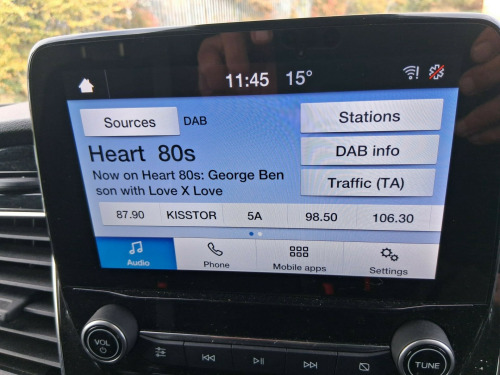 11:45 15°
Sources DAB
Stations
Heart 80s
DAB info
Now on Heart 80s: George Ben
son with Love X Love
Traffic (TA)
87.90 KISSTOR 5A 98.50 106.30
Audio Phone Mobile apps Settings
VOL
TUNE